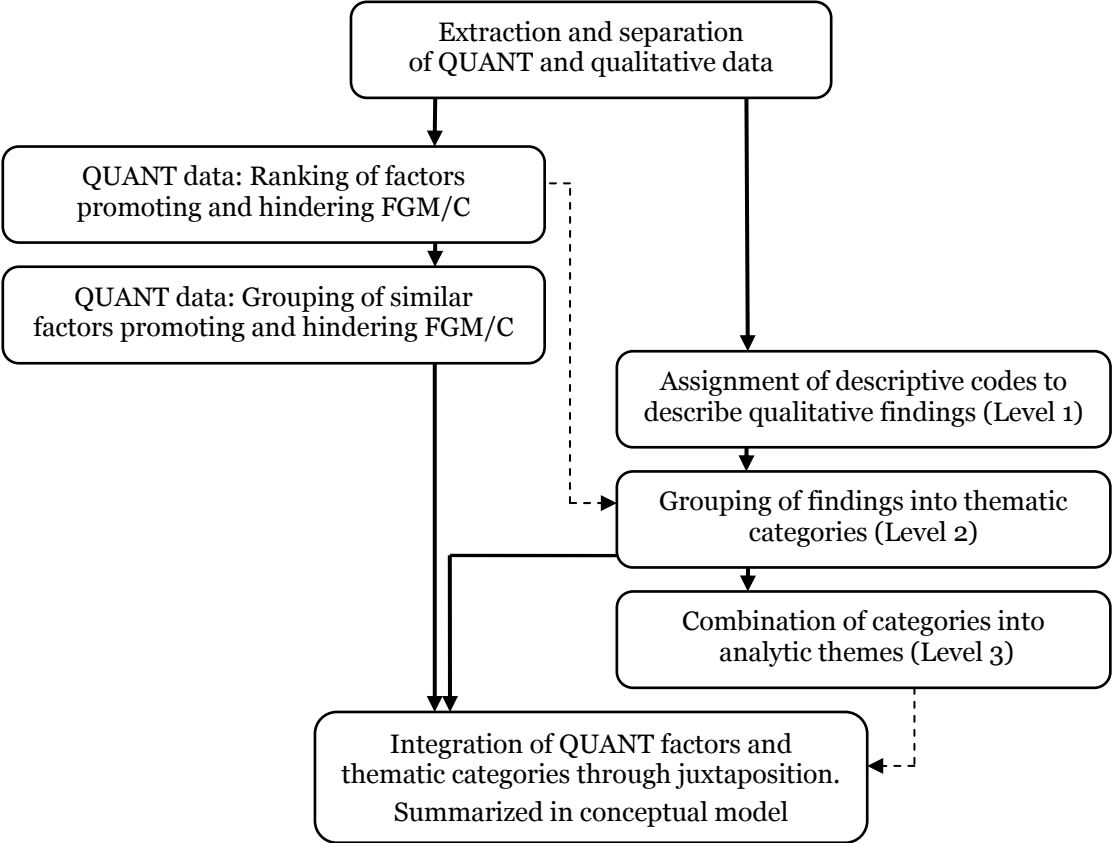 Extraction and separation
of QUANT and qualitative data
QUANT data: Ranking of factors
promoting and hindering FGM/C
QUANT data: Grouping of similar
factors promoting and hindering FGM/C
Assignment of descriptive codes to
describe qualitative findings (Level 1)
Grouping of findings into thematic
categories (Level 2)
Combination of categories into
analytic themes (Level 3)
Integration of QUANT factors and
thematic categories through juxtaposition.
Summarized in conceptual model